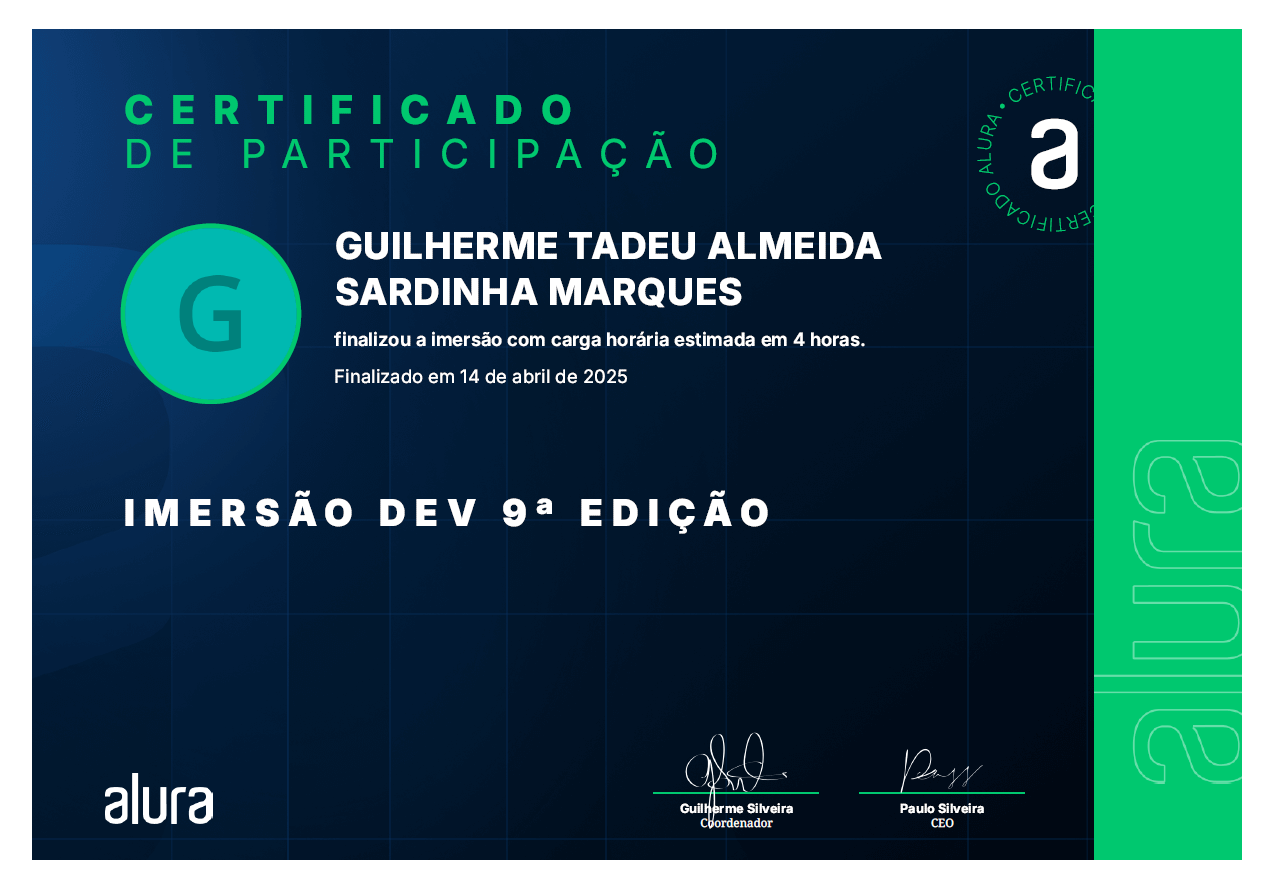 CERTIFICADO
DE PARTICIPAÇÃO
CERTIFICADO ALURA • CERTIFIC
a
G
GUILHERME TADEU ALMEIDA
SARDINHA MARQUES
finalizou a imersão com carga horária estimada em 4 horas.
Finalizado em 14 de abril de 2025
IMERSÃO DEV 9ª EDIÇÃO
alura
alura
Guilherme Silveira
Coordenador
Paulo Silveira
CEO